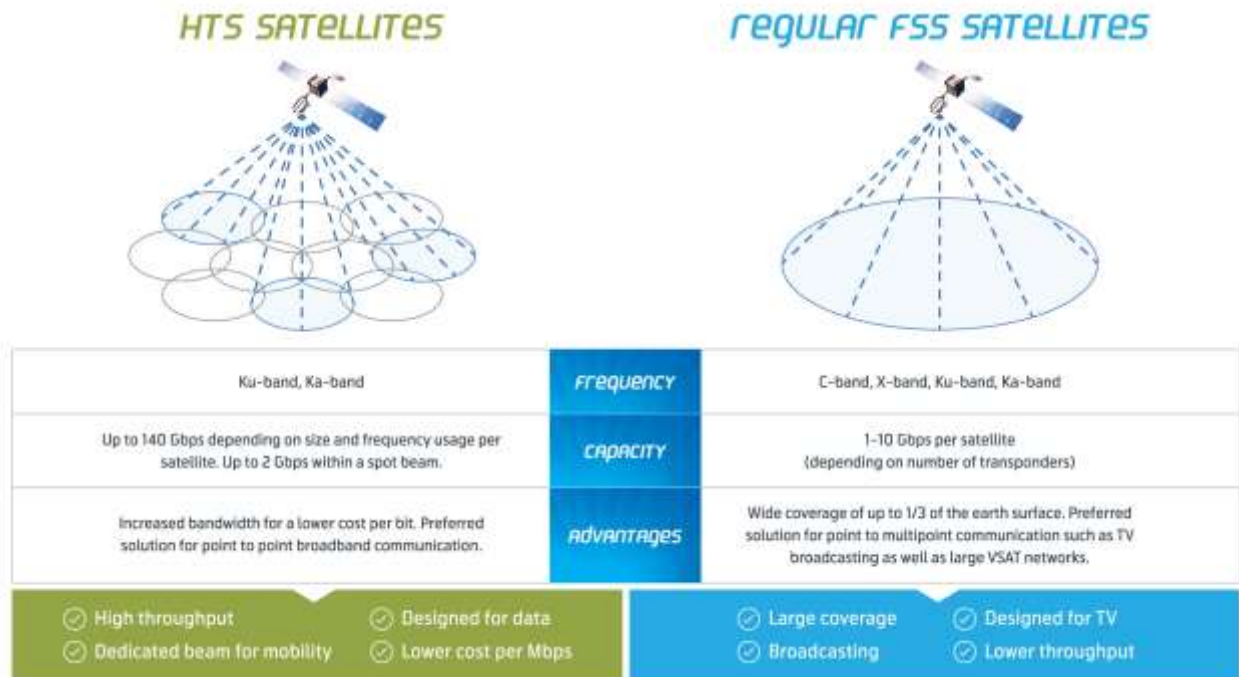 HTS SATELLITES
regular FSS SATELLITES
Ku-band, Ka-band
Frequency
C-band, X-band, Ku-band, Ka-band
Up to 140 Gbps depending on size and frequency usage per
satellite. Up to 2 Gbps within a spot beam.
CAPACITY
1-10 Gbps per satellite
(depending on number of transponders)
Increased bandwidth for a lower cost per bit. Preferred
solution for point to point broadband communication.
ADVANTAGES
Wide coverage of up to 1/3 of the earth surface. Preferred
solution for point to multipoint communication such as TV
broadcasting as well as large VSAT networks.
High throughput
Designed for data
Dedicated beam for mobility
Lower cost per Mbps
Large coverage
Designed for TV
Broadcasting
Lower throughput